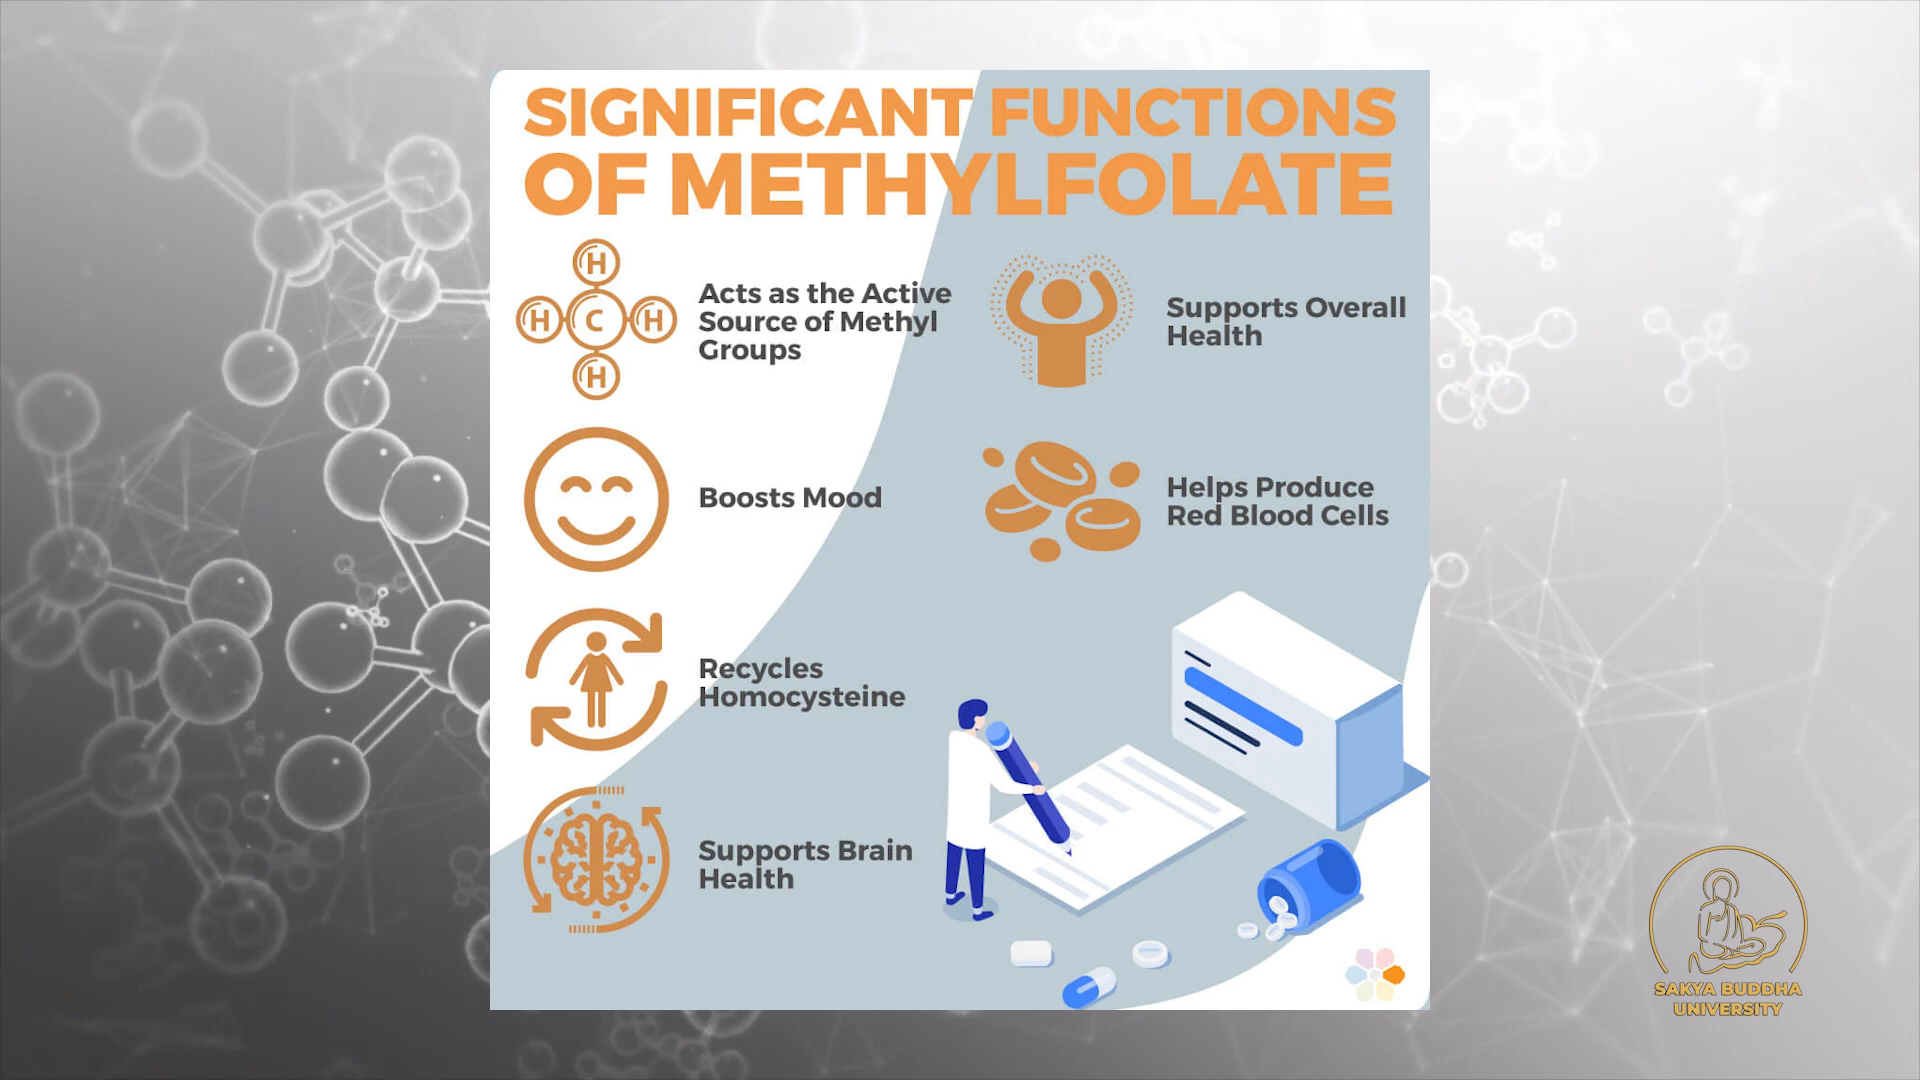 SIGNIFICANT FUNCTIONS
OF METHYLFOLATE
H
H C H
H
Acts as the Active
Source of Methyl
Groups
Supports Overall
Health
Boosts Mood
Helps Produce
Red Blood Cells
Recycles
Homocysteine
Supports Brain
Health
SAKYA BUDDHA
UNIVERSITY